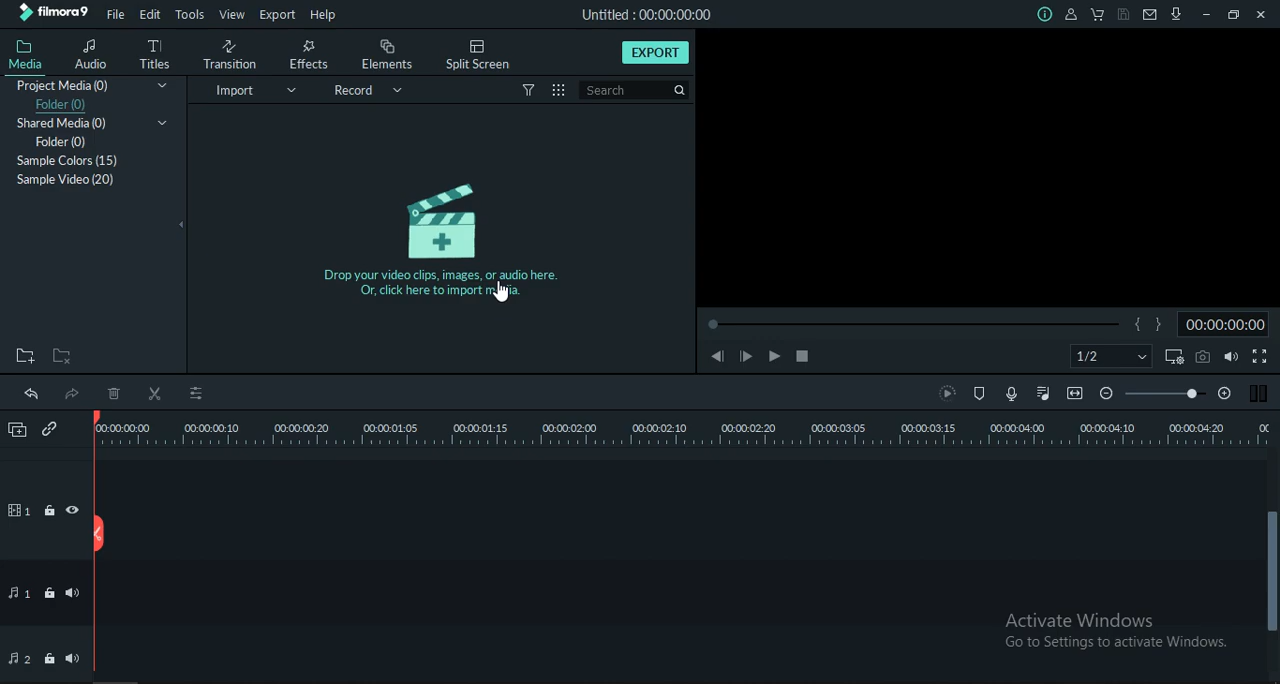 filmora9 File Edit Tools View Export Help Untitled : 00:00:00:00
Media Audio Titles Transition Effects Elements Split Screen EXPORT
Project Media (0)
Folder (0)
Shared Media (0)
Folder (0)
Sample Colors (15)
Sample Video (20)
Import Record Search
Drop your video clips, images, or audio here.
Or, click here to import media.
00:00:00:00
1/2
00:00:00:00 00:00:00:10 00:00:00:20 00:00:01:05 00:00:01:15 00:00:02:00 00:00:02:10 00:00:02:20 00:00:03:05 00:00:03:15 00:00:04:00 00:00:04:10 00:00:04:20
1
1
2
Activate Windows
Go to Settings to activate Windows.